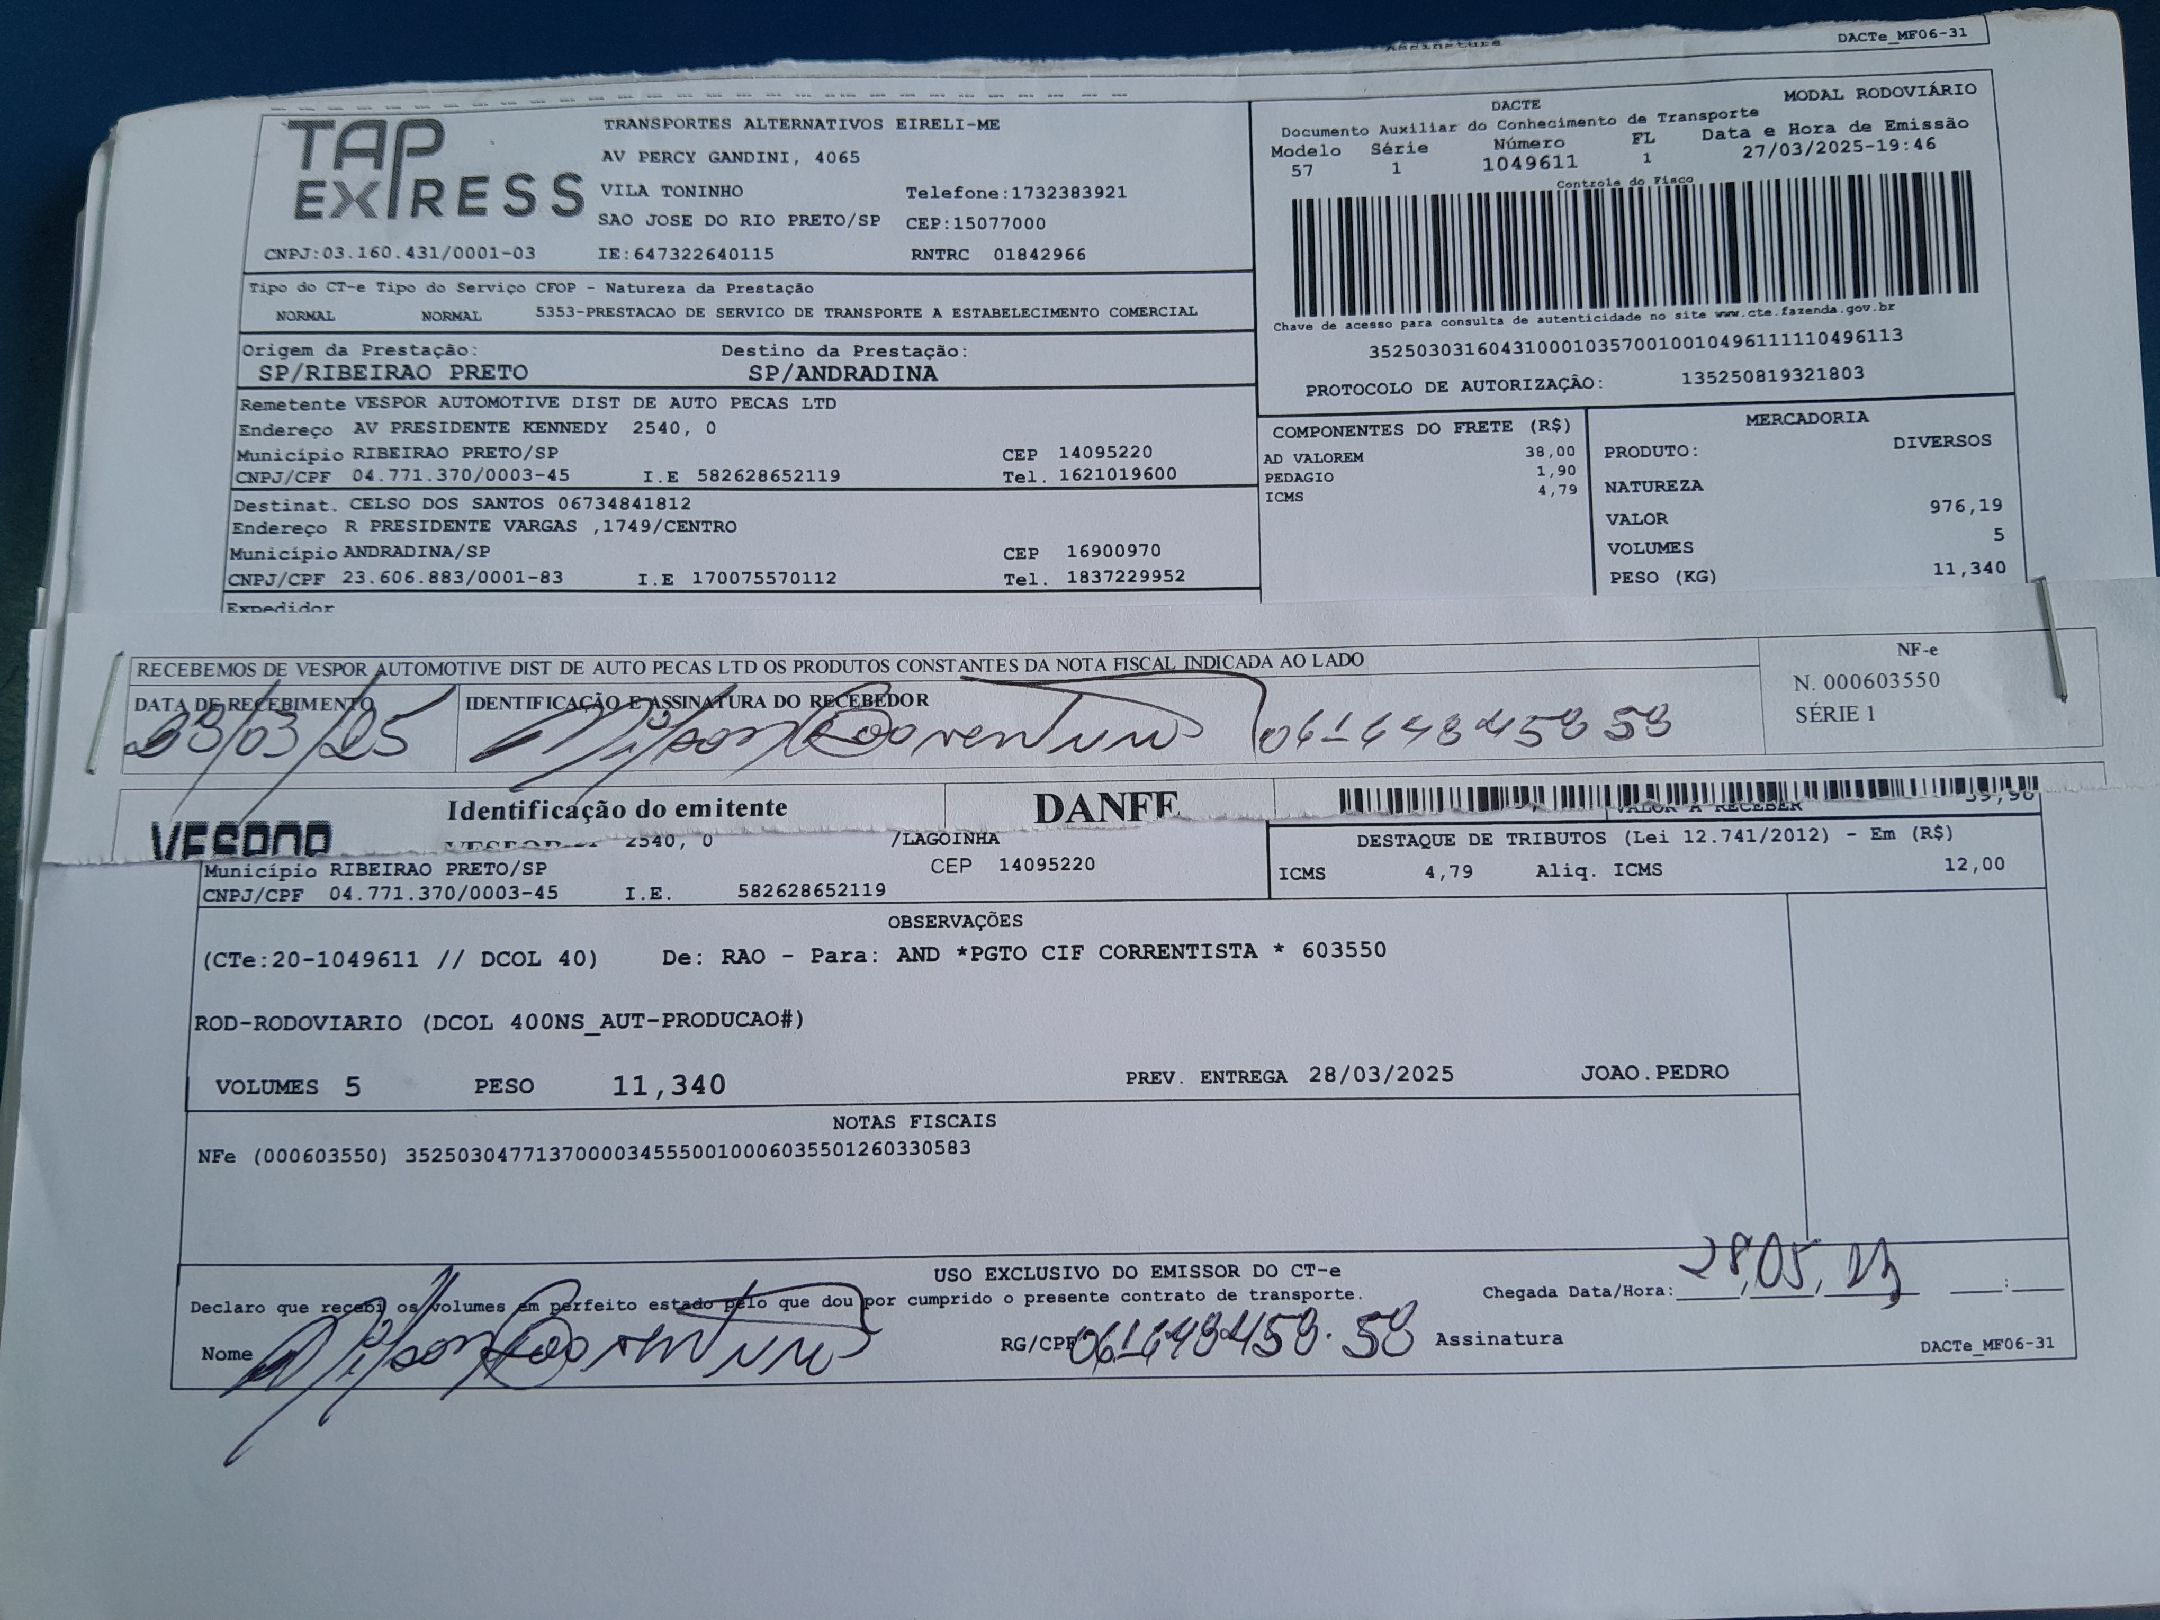 Assinatura
DACTe_MF06-31
TAP EXPRESS
TRANSPORTES ALTERNATIVOS EIRELI-ME
AV PERCY GANDINI, 4065
VILA TONINHO Telefone:1732383921
SAO JOSE DO RIO PRETO/SP CEP:15077000
CNPJ:03.160.431/0001-03 IE:647322640115 RNTRC 01842966
DACTE MODAL RODOVIÁRIO
Documento Auxiliar do Conhecimento de Transporte
Modelo Série Número FL Data e Hora de Emissão
57 1 1049611 1 27/03/2025-19:46
Controle do Fisco
Chave de acesso para consulta de autenticidade no site www.cte.fazenda.gov.br
35250303160431000103570010010496111110496113
PROTOCOLO DE AUTORIZAÇÃO: 135250819321803
Tipo do CT-e Tipo do Serviço CFOP - Natureza da Prestação
NORMAL NORMAL 5353-PRESTACAO DE SERVICO DE TRANSPORTE A ESTABELECIMENTO COMERCIAL
Origem da Prestação: Destino da Prestação:
SP/RIBEIRAO PRETO SP/ANDRADINA
Remetente VESPOR AUTOMOTIVE DIST DE AUTO PECAS LTD
Endereço AV PRESIDENTE KENNEDY 2540, 0
Município RIBEIRAO PRETO/SP CEP 14095220
CNPJ/CPF 04.771.370/0003-45 I.E 582628652119 Tel. 1621019600
Destinat. CELSO DOS SANTOS 06734841812
Endereço R PRESIDENTE VARGAS ,1749/CENTRO
Município ANDRADINA/SP CEP 16900970
CNPJ/CPF 23.606.883/0001-83 I.E 170075570112 Tel. 1837229952
Expedidor
COMPONENTES DO FRETE (R$)
AD VALOREM 38,00
PEDAGIO 1,90
ICMS 4,79
MERCADORIA
PRODUTO: DIVERSOS
NATUREZA
VALOR 976,19
VOLUMES 5
PESO (KG) 11,340
RECEBEMOS DE VESPOR AUTOMOTIVE DIST DE AUTO PECAS LTD OS PRODUTOS CONSTANTES DA NOTA FISCAL INDICADA AO LADO
DATA DE RECEBIMENTO IDENTIFICAÇÃO E ASSINATURA DO RECEBEDOR
NF-e
N. 000603550
SÉRIE 1
VESPOR
Identificação do emitente
DANFE
VALOR A RECEBER 39,90
2540, 0 /LAGOINHA
Município RIBEIRAO PRETO/SP CEP 14095220
CNPJ/CPF 04.771.370/0003-45 I.E. 582628652119
DESTAQUE DE TRIBUTOS (Lei 12.741/2012) - Em (R$)
ICMS 4,79 Aliq. ICMS 12,00
OBSERVAÇÕES
(CTe:20-1049611 // DCOL 40) De: RAO - Para: AND *PGTO CIF CORRENTISTA * 603550
ROD-RODOVIARIO (DCOL 400NS_AUT-PRODUCAO#)
VOLUMES 5 PESO 11,340 PREV. ENTREGA 28/03/2025 JOAO.PEDRO
NOTAS FISCAIS
NFe (000603550) 35250304771370000345550010006035501260330583
USO EXCLUSIVO DO EMISSOR DO CT-e
Declaro que recebi os volumes em perfeito estado pelo que dou por cumprido o presente contrato de transporte.
Chegada Data/Hora:
Nome RG/CPF Assinatura
DACTe_MF06-31